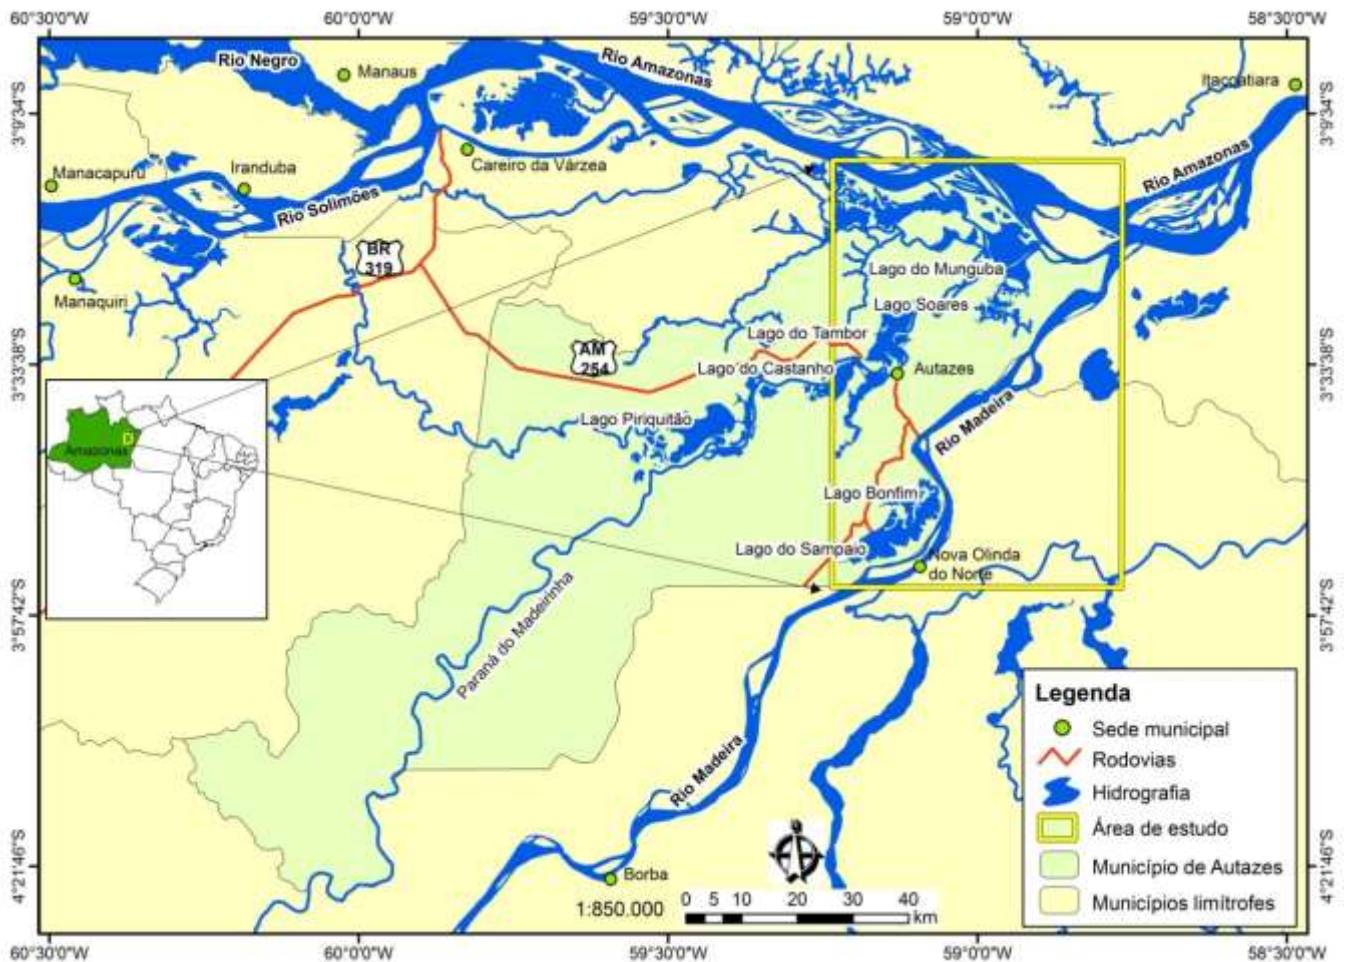 60°30'0"W
60°0'0"W
59°30'0"W
59°0'0"W
58°30'0"W
Rio Negro
Manaus
Rio Amazonas
Itacoatiara
3°9'34"S
3°9'34"S
Manacapuru
Iranduba
Careiro da Várzea
Rio Amazonas
Rio Solimões
BR
319
Manaquiri
Lago do Munguba
Lago Soares
Lago do Tambor
AM
254
3°33'38"S
3°33'38"S
Lago do Castanho
Autazes
Lago Piriquitão
Rio Madeira
Amazonas
Lago Bonfim
Lago do Sampaio
Nova Olinda
do Norte
3°57'42"S
3°57'42"S
Paraná do Madeirinha
Rio Madeira
Legenda
Sede municipal
Rodovias
Hidrografia
Área de estudo
Município de Autazes
Municípios limítrofes
4°21'46"S
4°21'46"S
Borba
1:850.000
0 5 10 20 30 40
km
60°30'0"W
60°0'0"W
59°30'0"W
59°0'0"W
58°30'0"W